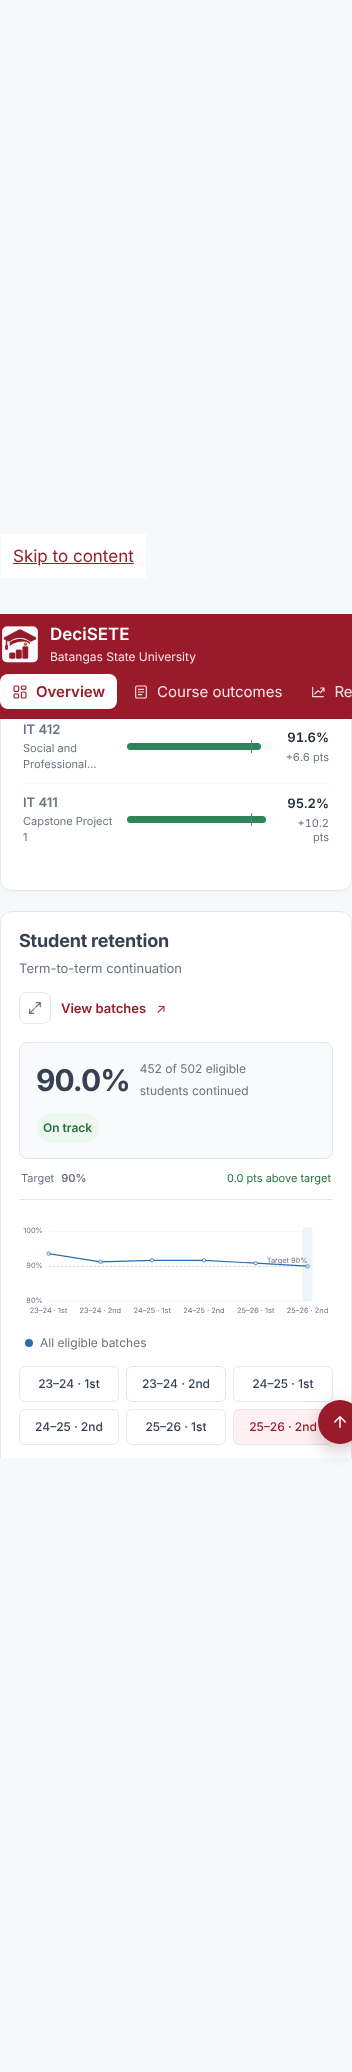 Skip to content
DeciSETE
Batangas State University
Overview
Course outcomes
Re
IT 412
Social and
Professional...
91.6%
+6.6 pts
IT 411
Capstone Project
1
95.2%
+10.2
pts
Student retention
Term-to-term continuation
View batches
90.0%
452 of 502 eligible
students continued
On track
Target 90%
0.0 pts above target
100%
90%
80%
Target 90%
23–24 · 1st
23–24 · 2nd
24–25 · 1st
24–25 · 2nd
25–26 · 1st
25–26 · 2nd
All eligible batches
23–24 · 1st
23–24 · 2nd
24–25 · 1st
24–25 · 2nd
25–26 · 1st
25–26 · 2nd